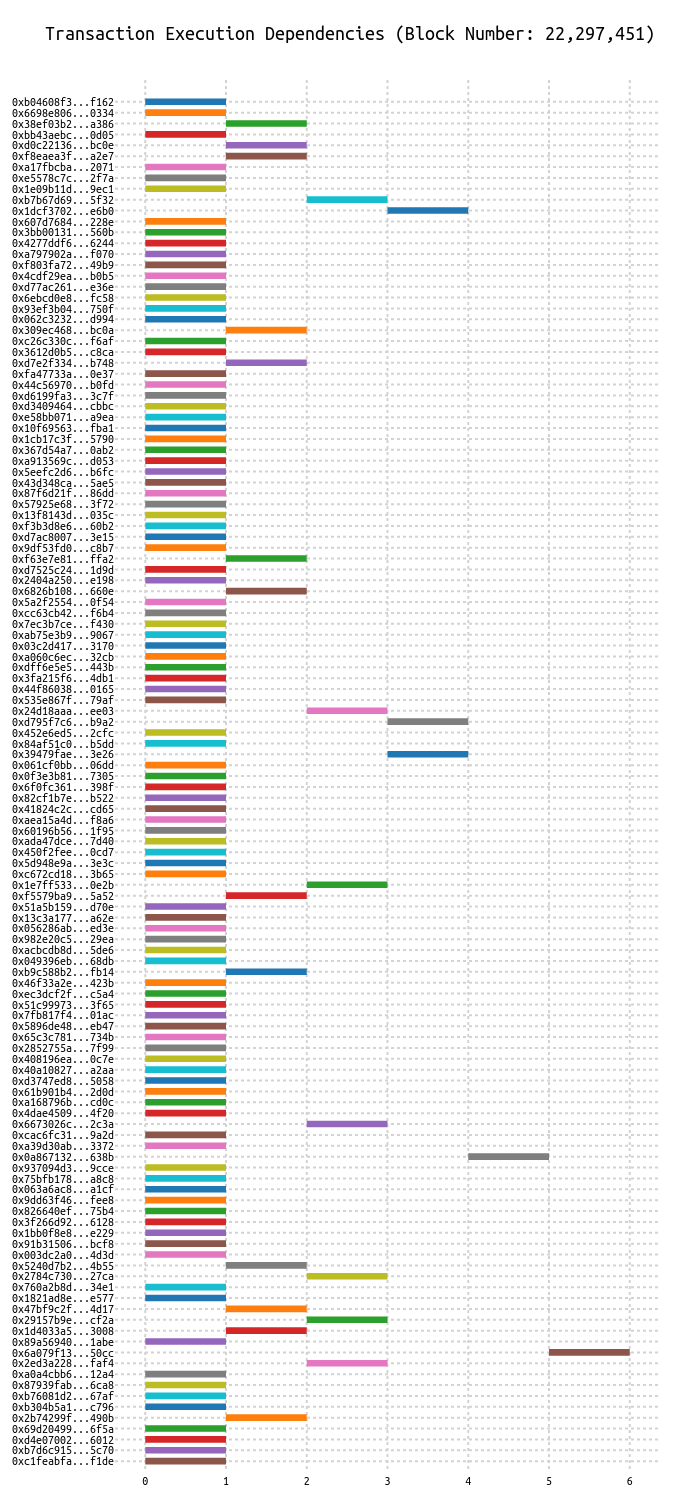 Transaction Execution Dependencies (Block Number: 22,297,451)
0xb04608f3...f162
0x6698e806...0334
0x38ef03b2...a386
0xbb43aebc...0d05
0xd0c22136...bc0e
0xf8eaea3f...a2e7
0xa17fbcba...2071
0xe5578c7c...2f7a
0x1e09b11d...9ec1
0xb7b67d69...5f32
0x1dcf3702...e6b0
0x607d7684...228e
0x3bb00131...560b
0x4277ddf6...6244
0xa797902a...f070
0xf803fa72...49b9
0x4cdf29ea...b0b5
0xd77ac261...e36e
0x6ebcd0e8...fc58
0x93ef3b04...750f
0x062c3232...d994
0x309ec468...bc0a
0xc26c330c...f6af
0x3612d0b5...c8ca
0xd7e2f334...b748
0xfa47733a...0e37
0x44c56970...b0fd
0xd6199fa3...3c7f
0xd3409464...cbbc
0xe58bb071...a9ea
0x10f69563...fba1
0x1cb17c3f...5790
0x367d54a7...0ab2
0xa913569c...d053
0x5eefc2d6...b6fc
0x43d348ca...5ae5
0x87f6d21f...86dd
0x57925e68...3f72
0x13f8143d...035c
0xf3b3d8e6...60b2
0xd7ac8007...3e15
0x9df53fd0...c8b7
0xf63e7e81...ffa2
0xd7525c24...1d9d
0x2404a250...e198
0x6826b108...660e
0x5a2f2554...0f54
0xcc63cb42...f6b4
0x7ec3b7ce...f430
0xab75e3b9...9067
0x03c2d417...3170
0xa060c6ec...32cb
0xdff6e5e5...443b
0x3fa215f6...4db1
0x44f86038...0165
0x535e867f...79af
0x24d18aaa...ee03
0xd795f7c6...b9a2
0x452e6ed5...2cfc
0x84af51c0...b5dd
0x39479fae...3e26
0x061cf0bb...06dd
0x0f3e3b81...7305
0x6f0fc361...398f
0x82cf1b7e...b522
0x41824c2c...cd65
0xaea15a4d...f8a6
0x60196b56...1f95
0xada47dce...7d40
0x450f2fee...0cd7
0x5d948e9a...3e3c
0xc672cd18...3b65
0x1e7ff533...0e2b
0xf5579ba9...5a52
0x51a5b159...d70e
0x13c3a177...a62e
0x056286ab...ed3e
0x982e20c5...29ea
0xacbcdb8d...5de6
0x049396eb...68db
0xb9c588b2...fb14
0x46f33a2e...423b
0xec3dcf2f...c5a4
0x51c99973...3f65
0x7fb817f4...01ac
0x5896de48...eb47
0x65c3c781...734b
0x2852755a...7f99
0x408196ea...0c7e
0x40a10827...a2aa
0xd3747ed8...5058
0x61b901b4...2d0d
0xa168796b...cd0c
0x4dae4509...4f20
0x6673026c...2c3a
0xcac6fc31...9a2d
0xa39d30ab...3372
0x0a867132...638b
0x937094d3...9cce
0x75bfb178...a8c8
0x063a6ac8...a1cf
0x9dd63f46...fee8
0x826640ef...75b4
0x3f266d92...6128
0x1bb0f8e8...e229
0x91b31506...bcf8
0x003dc2a0...4d3d
0x5240d7b2...4b55
0x2784c730...27ca
0x760a2b8d...34e1
0x1821ad8e...e577
0x47bf9c2f...4d17
0x29157b9e...cf2a
0x1d4033a5...3008
0x89a56940...1abe
0x6a079f13...50cc
0x2ed3a228...faf4
0xa0a4cbb6...12a4
0x87939fab...6ca8
0xb76081d2...67af
0xb304b5a1...c796
0x2b74299f...490b
0x69d20499...6f5a
0xd4e07002...6012
0xb7d6c915...5c70
0xc1feabfa...f1de
0 1 2 3 4 5 6